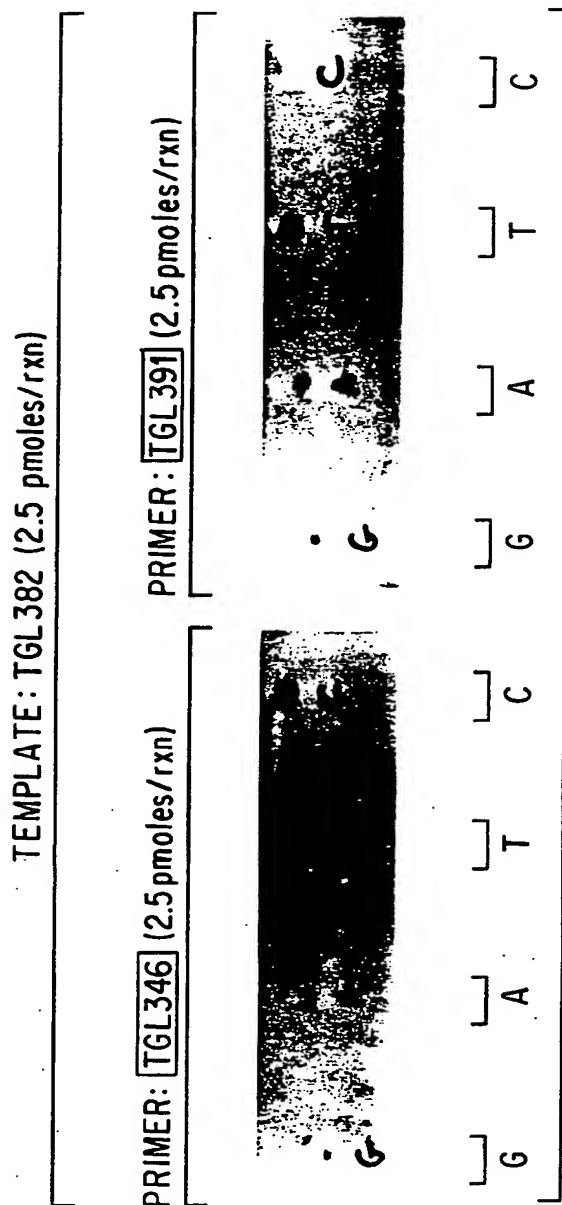 TEMPLATE: TGL382 (2.5 pmoles/rxn)
PRIMER: TGL346 (2.5 pmoles/rxn)
PRIMER: TGL391 (2.5 pmoles/rxn)
G C
G
G A T C
G A T C